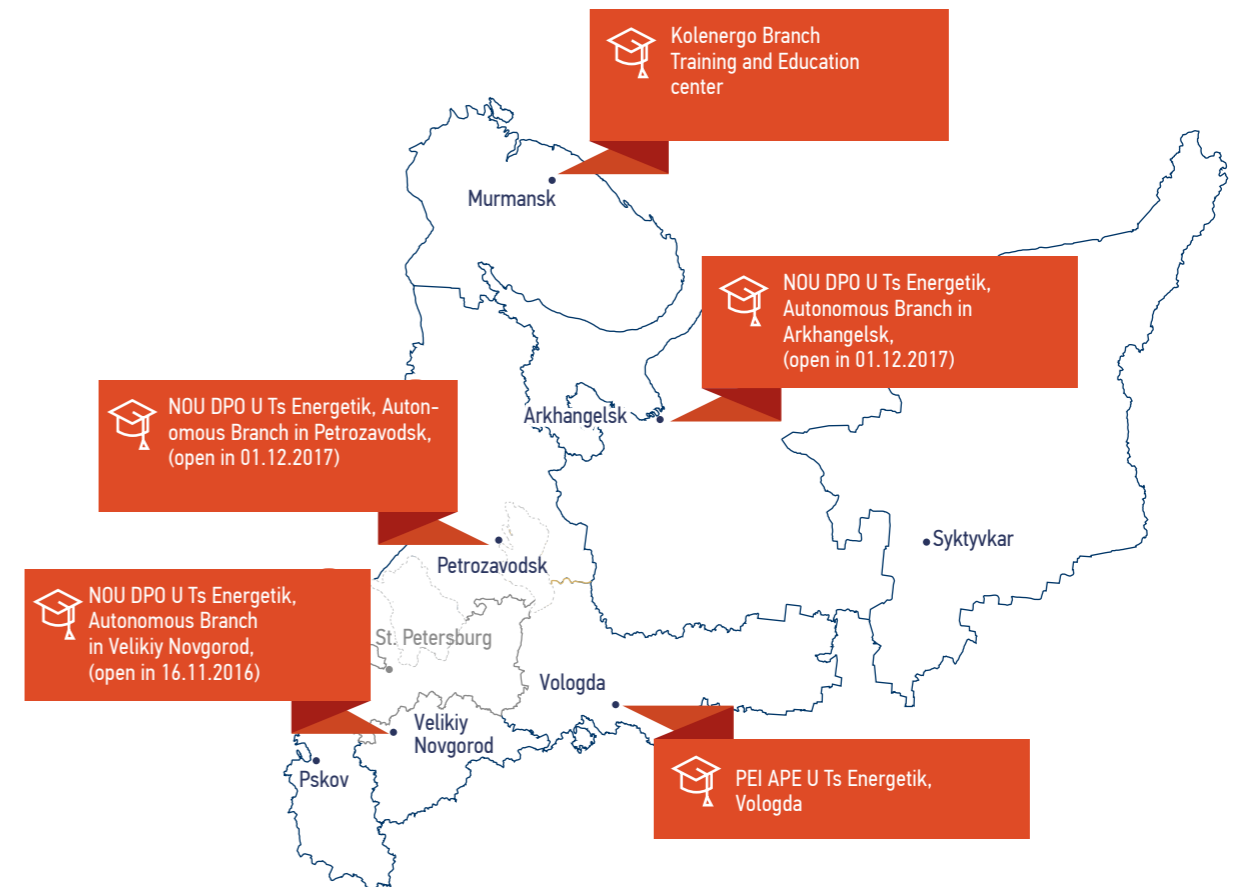 Kolenergo Branch
Training and Education
center
Murmansk
NOU DPO U Ts Energetik,
Autonomous Branch in
Arkhangelsk,
(open in 01.12.2017)
Arkhangelsk
NOU DPO U Ts Energetik, Auton-
omous Branch in Petrozavodsk,
(open in 01.12.2017)
Petrozavodsk
Syktyvkar
NOU DPO U Ts Energetik,
Autonomous Branch
in Velikiy Novgorod,
(open in 16.11.2016)
St. Petersburg
Vologda
Velikiy
Novgorod
Pskov
PEI APE U Ts Energetik,
Vologda